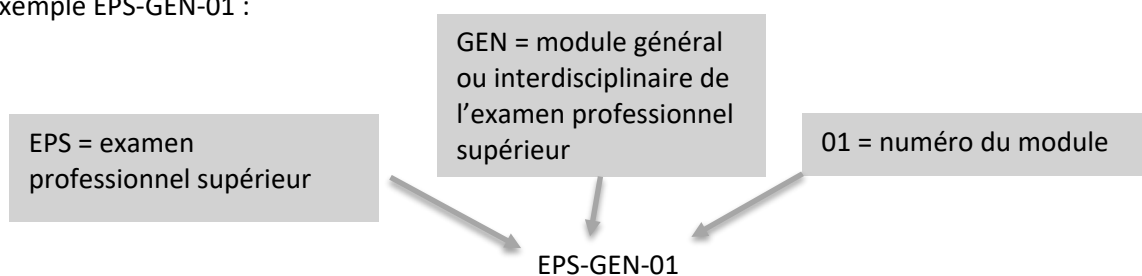 xemple EPS-GEN-01 :
GEN = module général
ou interdisciplinaire de
l’examen professionnel
supérieur
EPS = examen
professionnel supérieur
01 = numéro du module
EPS-GEN-01